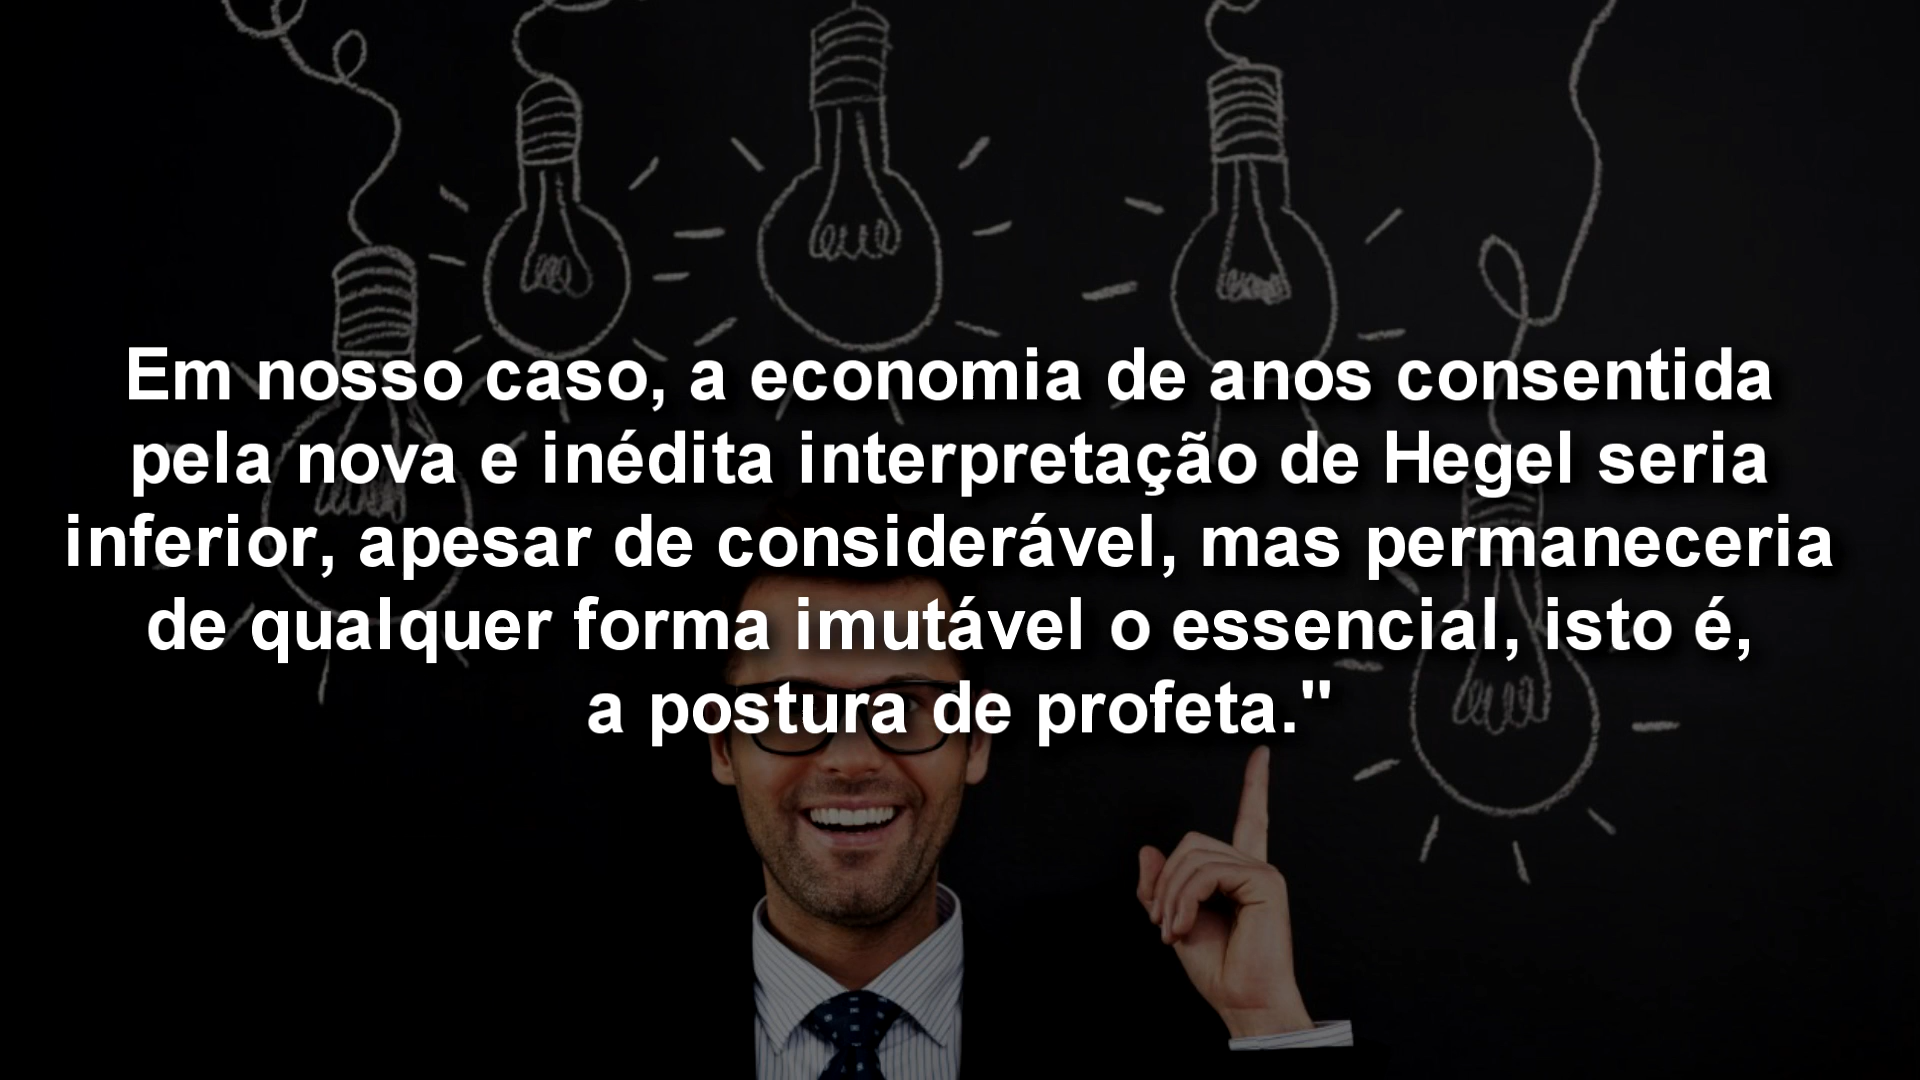 Em nosso caso, a economia de anos consentida
pela nova e inédita interpretação de Hegel seria
inferior, apesar de considerável, mas permaneceria
de qualquer forma imutável o essencial, isto é,
a postura de profeta."